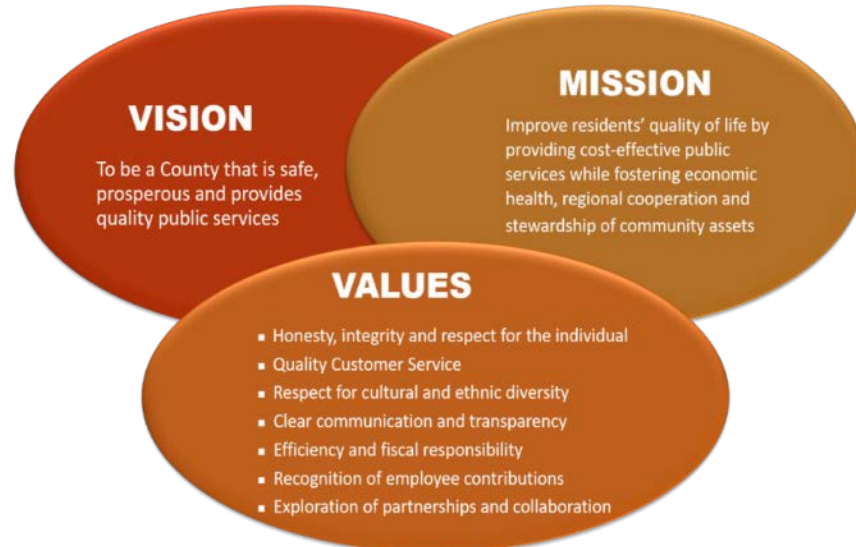 VISION
To be a County that is safe,
prosperous and provides
quality public services
MISSION
Improve residents’ quality of life by
providing cost-effective public
services while fostering economic
health, regional cooperation and
stewardship of community assets
VALUES
▪ Honesty, integrity and respect for the individual
▪ Quality Customer Service
▪ Respect for cultural and ethnic diversity
▪ Clear communication and transparency
▪ Efficiency and fiscal responsibility
▪ Recognition of employee contributions
▪ Exploration of partnerships and collaboration